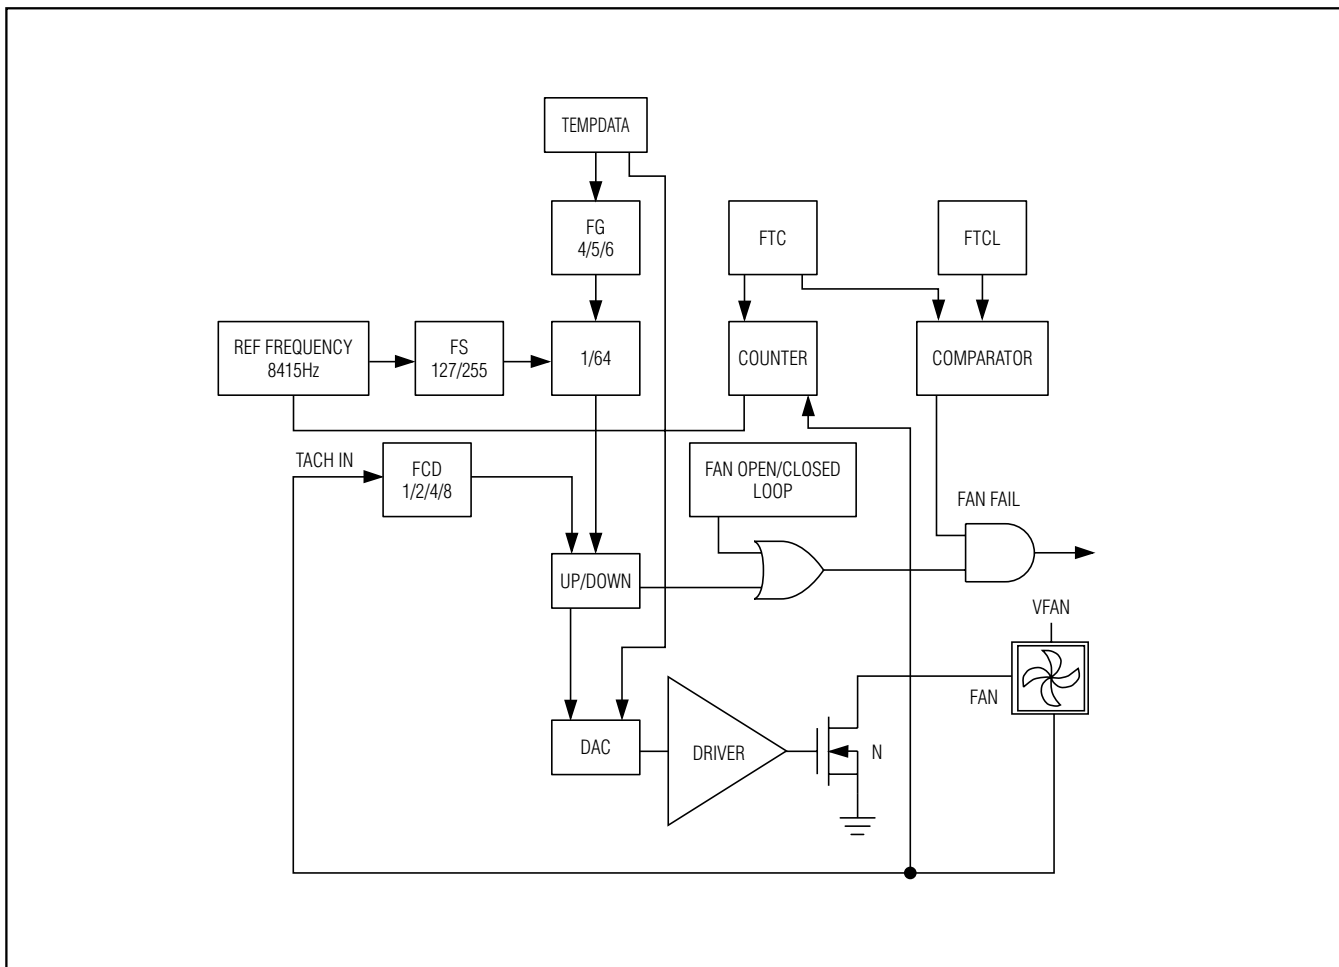 TEMPDATA
FG
4/5/6
FTC
FTCL
REF FREQUENCY
8415Hz
FS
127/255
1/64
COUNTER
COMPARATOR
TACH IN
FCD
1/2/4/8
FAN OPEN/CLOSED
LOOP
FAN FAIL
UP/DOWN
VFAN
FAN
DAC
DRIVER
N